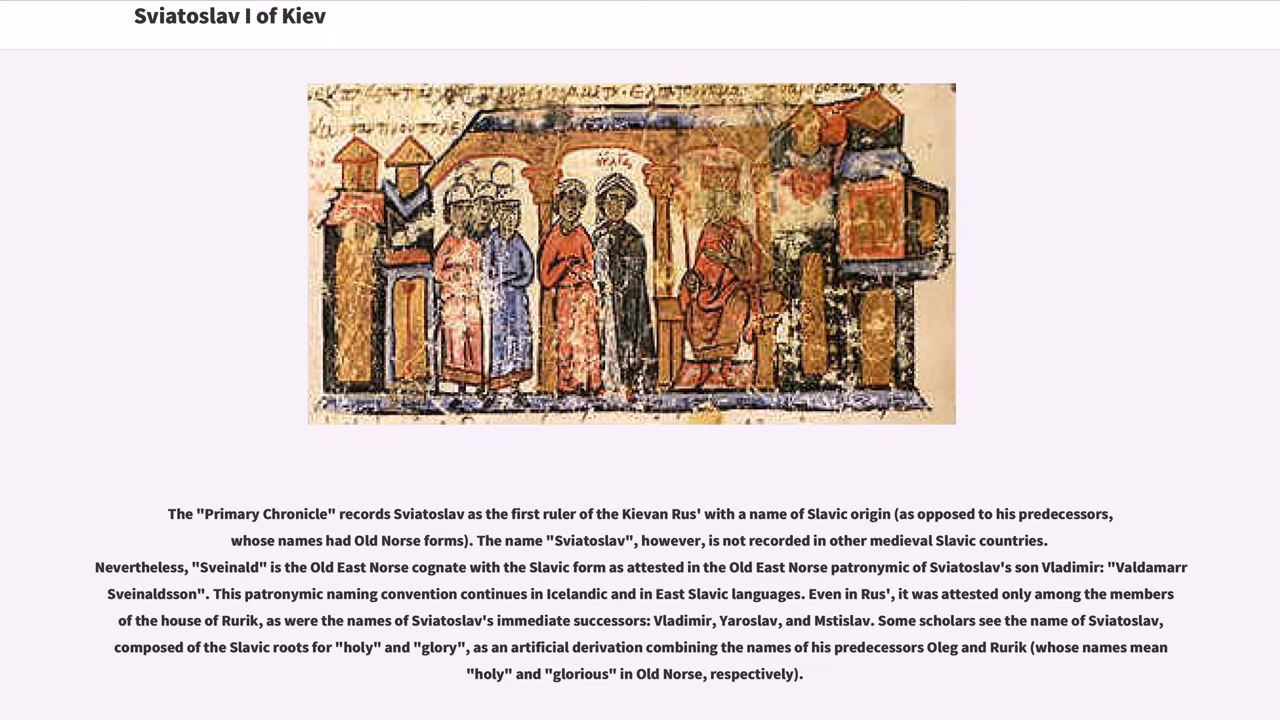 Sviatoslav I of Kiev
The "Primary Chronicle" records Sviatoslav as the first ruler of the Kievan Rus' with a name of Slavic origin (as opposed to his predecessors,
whose names had Old Norse forms). The name "Sviatoslav", however, is not recorded in other medieval Slavic countries.
Nevertheless, "Sveinald" is the Old East Norse cognate with the Slavic form as attested in the Old East Norse patronymic of Sviatoslav's son Vladimir: "Valdamarr
Sveinaldsson". This patronymic naming convention continues in Icelandic and in East Slavic languages. Even in Rus', it was attested only among the members
of the house of Rurik, as were the names of Sviatoslav's immediate successors: Vladimir, Yaroslav, and Mstislav. Some scholars see the name of Sviatoslav,
composed of the Slavic roots for "holy" and "glory", as an artificial derivation combining the names of his predecessors Oleg and Rurik (whose names mean
"holy" and "glorious" in Old Norse, respectively).